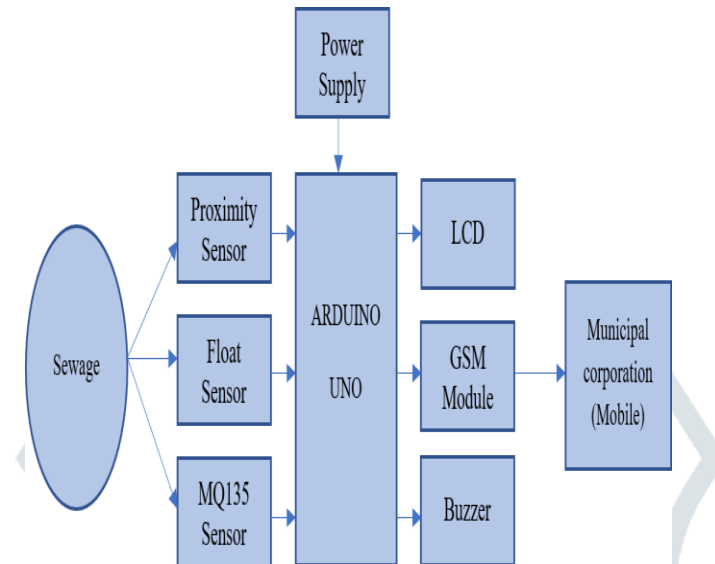 Power
Supply
Proximity
Sensor
LCD
Sewage
Float
Sensor
ARDUINO
UNO
GSM
Module
Municipal
corporation
(Mobile)
MQ135
Sensor
Buzzer